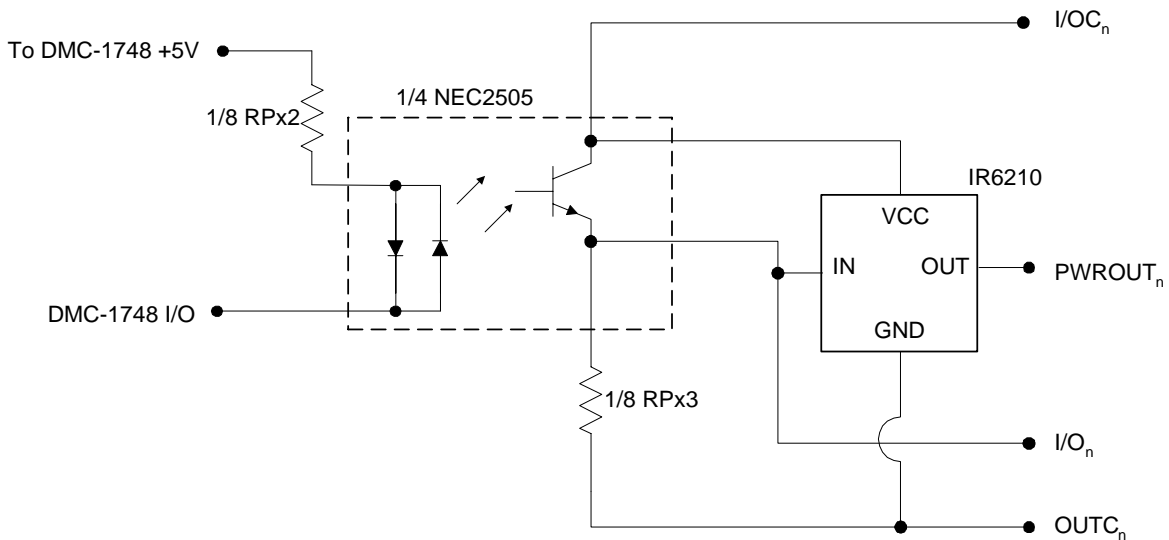 I/OCn
To DMC-1748 +5V
1/4 NEC2505
1/8 RPx2
IR6210
VCC
IN OUT
PWROUTn
DMC-1748 I/O
GND
1/8 RPx3
I/On
OUTCn